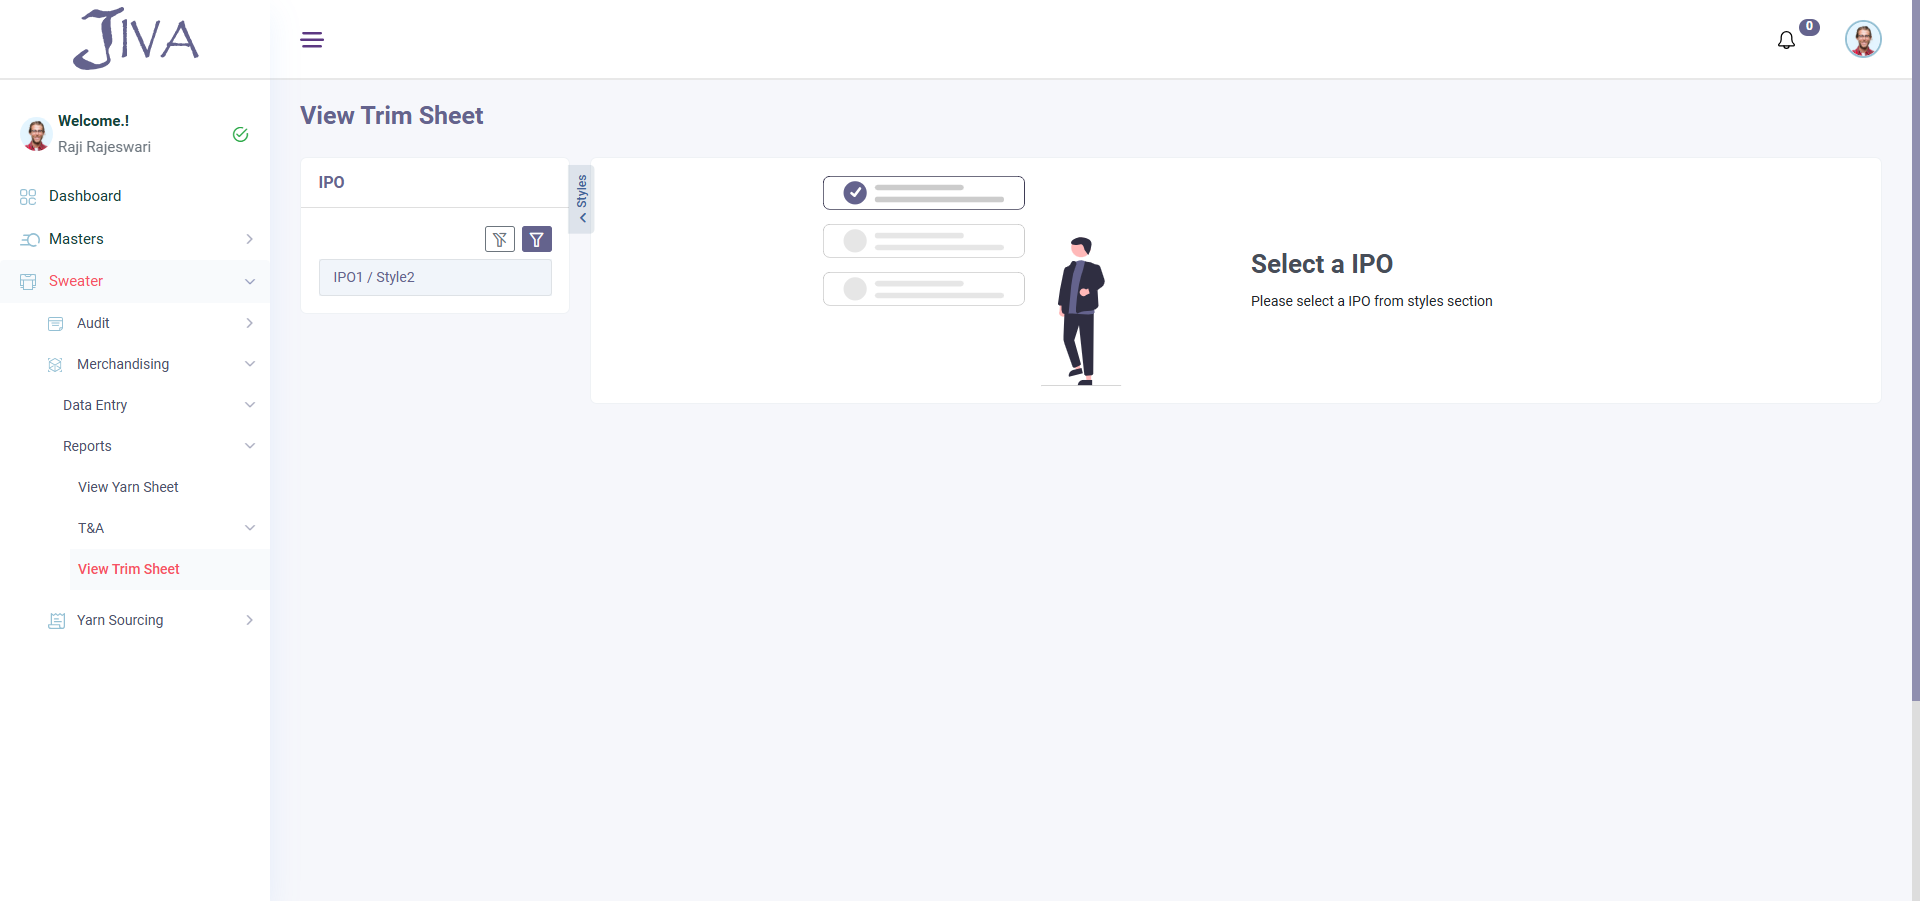 JIVA
0
Welcome.!
Raji Rajeswari
Dashboard
Masters
Sweater
Audit
Merchandising
Data Entry
Reports
View Yarn Sheet
T&A
View Trim Sheet
Yarn Sourcing
View Trim Sheet
IPO
IPO1 / Style2
Styles
Select a IPO
Please select a IPO from styles section